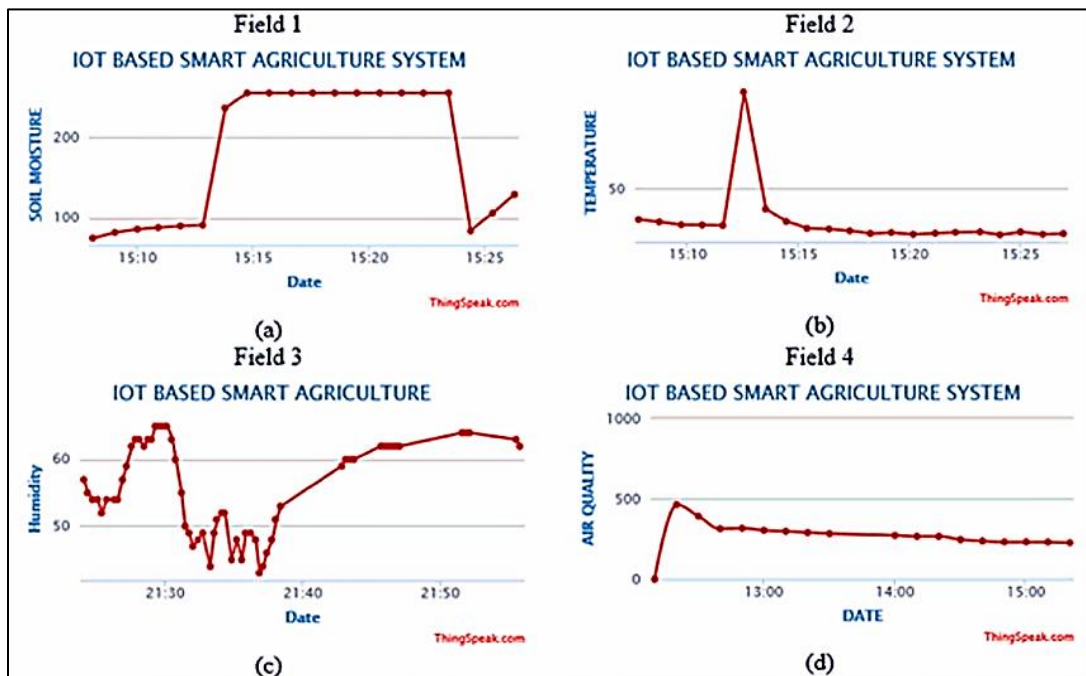 Field 1
IOT BASED SMART AGRICULTURE SYSTEM
SOIL MOISTURE
200
100
15:10 15:15 15:20 15:25
Date
ThingSpeak.com
(a)
Field 2
IOT BASED SMART AGRICULTURE SYSTEM
TEMPERATURE
50
15:10 15:15 15:20 15:25
Date
ThingSpeak.com
(b)
Field 3
IOT BASED SMART AGRICULTURE
Humidity
60
50
21:30 21:40 21:50
Date
ThingSpeak.com
(c)
Field 4
IOT BASED SMART AGRICULTURE SYSTEM
AIR QUALITY
1000
500
0
13:00 14:00 15:00
DATE
ThingSpeak.com
(d)